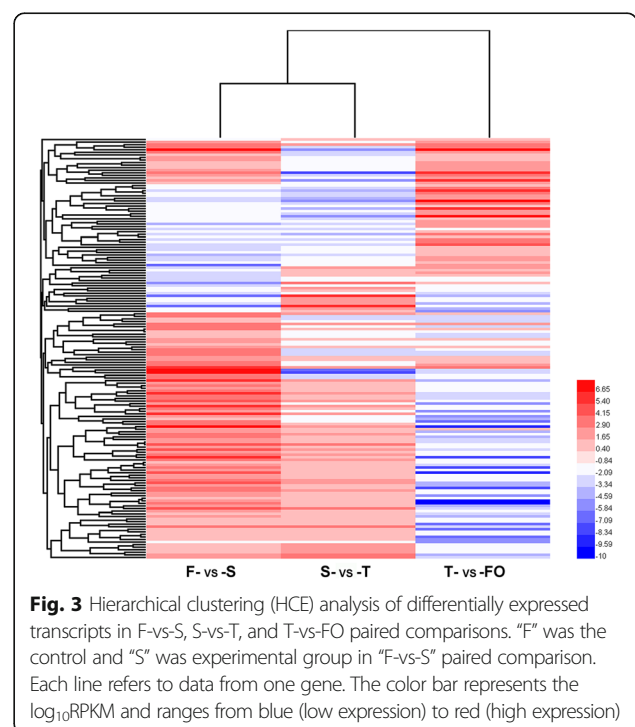 6.65
5.40
4.15
2.90
1.65
0.40
-0.84
-2.09
-3.34
-4.59
-5.84
-7.09
-8.34
-9.59
-10
F- vs -S S- vs -T T- vs -FO
Fig. 3 Hierarchical clustering (HCE) analysis of differentially expressed
transcripts in F-vs-S, S-vs-T, and T-vs-FO paired comparisons. “F” was the
control and “S” was experimental group in “F-vs-S” paired comparison.
Each line refers to data from one gene. The color bar represents the
log₁₀RPKM and ranges from blue (low expression) to red (high expression)